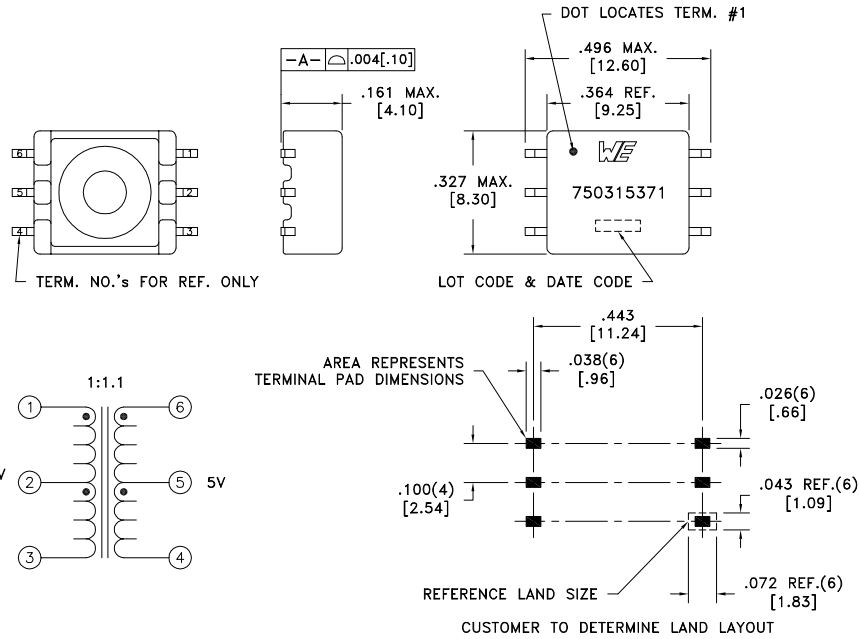 DOT LOCATES TERM. #1
-A- .004[.10]
.496 MAX.
[12.60]
.161 MAX.
[4.10]
.364 REF.
[9.25]
6
1
5
2
4
3
TERM. NO.'s FOR REF. ONLY
.327 MAX.
[8.30]
WE
750315371
LOT CODE & DATE CODE
.443
[11.24]
AREA REPRESENTS
TERMINAL PAD DIMENSIONS
.038(6)
[.96]
.026(6)
[.66]
.100(4)
[2.54]
.043 REF.(6)
[1.09]
REFERENCE LAND SIZE
.072 REF.(6)
[1.83]
CUSTOMER TO DETERMINE LAND LAYOUT
1:1.1
1
6
V
2
5
5V
3
4